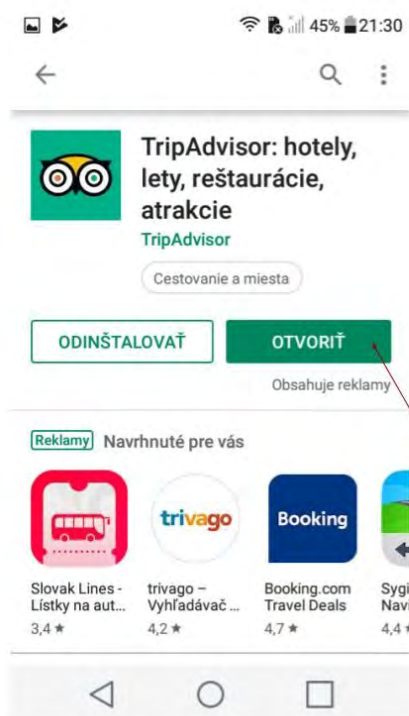 45% 21:30
TripAdvisor: hotely,
lety, reštaurácie,
atrakcie
TripAdvisor
Cestovanie a miesta
ODINŠTALOVAŤ
OTVORIŤ
Obsahuje reklamy
Reklamy Navrhnuté pre vás
trivago
Booking
Slovak Lines -
Lístky na aut...
3,4 ★
trivago –
Vyhľadávač ...
4,2 ★
Booking.com
Travel Deals
4,7 ★
Sygi
Navi
4,4 ★